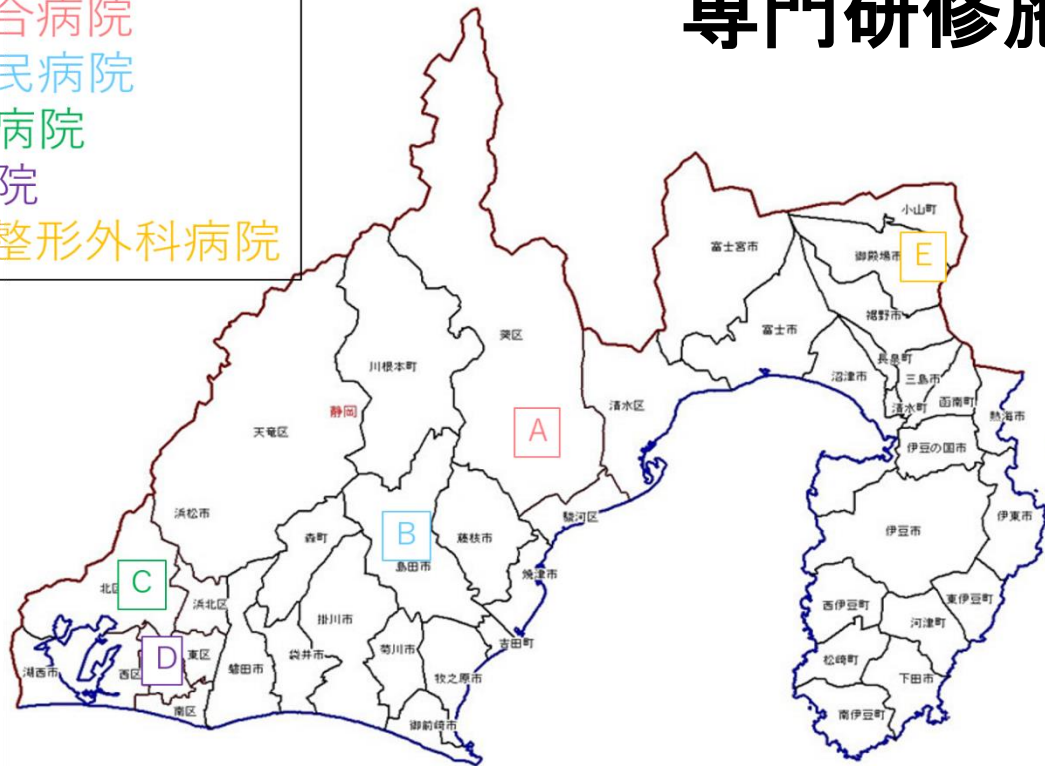 合病院
民病院
病院
院
整形外科病院
専門研修施
小山町
富士宮市
御殿場市
E
裾野市
富士市
葵区
長泉町
川根本町
沼津市
三島市
清水区
清水町
函南町
静岡
熱海市
天竜区
A
伊豆の国市
浜松市
駿河区
伊東市
森町
B
藤枝市
伊豆市
島田市
焼津市
北区
C
浜北区
西伊豆町
東伊豆町
掛川市
河津町
吉田町
湖西市
西区
D
東区
磐田市
袋井市
菊川市
松崎町
牧之原市
下田市
南区
御前崎市
南伊豆町